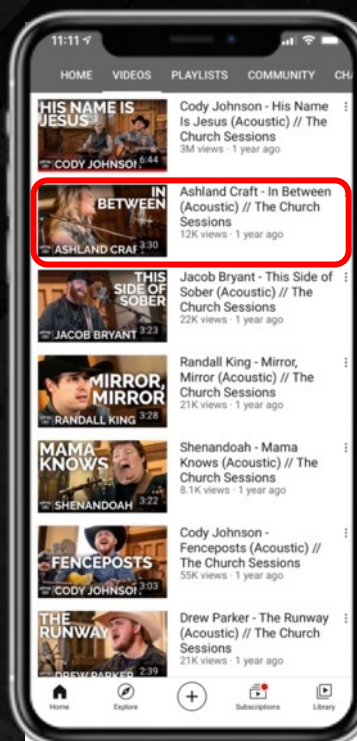 11:11
HOME VIDEOS PLAYLISTS COMMUNITY CHA
HIS NAME IS
JESUS
CODY JOHNSON 6:44
Cody Johnson - His Name
Is Jesus (Acoustic) // The
Church Sessions
3M views · 1 year ago
IN
BETWEEN
ASHLAND CRAF 3:30
Ashland Craft - In Between
(Acoustic) // The Church
Sessions
12K views · 1 year ago
THIS
SIDE OF
SOBER
JACOB BRYANT 3:23
Jacob Bryant - This Side of
Sober (Acoustic) // The
Church Sessions
22K views · 1 year ago
MIRROR,
MIRROR
RANDALL KING 3:28
Randall King - Mirror,
Mirror (Acoustic) // The
Church Sessions
21K views · 1 year ago
MAMA
KNOWS
SHENANDOAH 3:22
Shenandoah - Mama
Knows (Acoustic) // The
Church Sessions
8.1K views · 1 year ago
FENCEPOSTS
CODY JOHNSON 3:03
Cody Johnson -
Fenceposts (Acoustic) //
The Church Sessions
55K views · 1 year ago
THE
RUNWAY
DREW PARKER 2:39
Drew Parker - The Runway
(Acoustic) // The Church
Sessions
21K views · 1 year ago
Home Explore Subscriptions Library